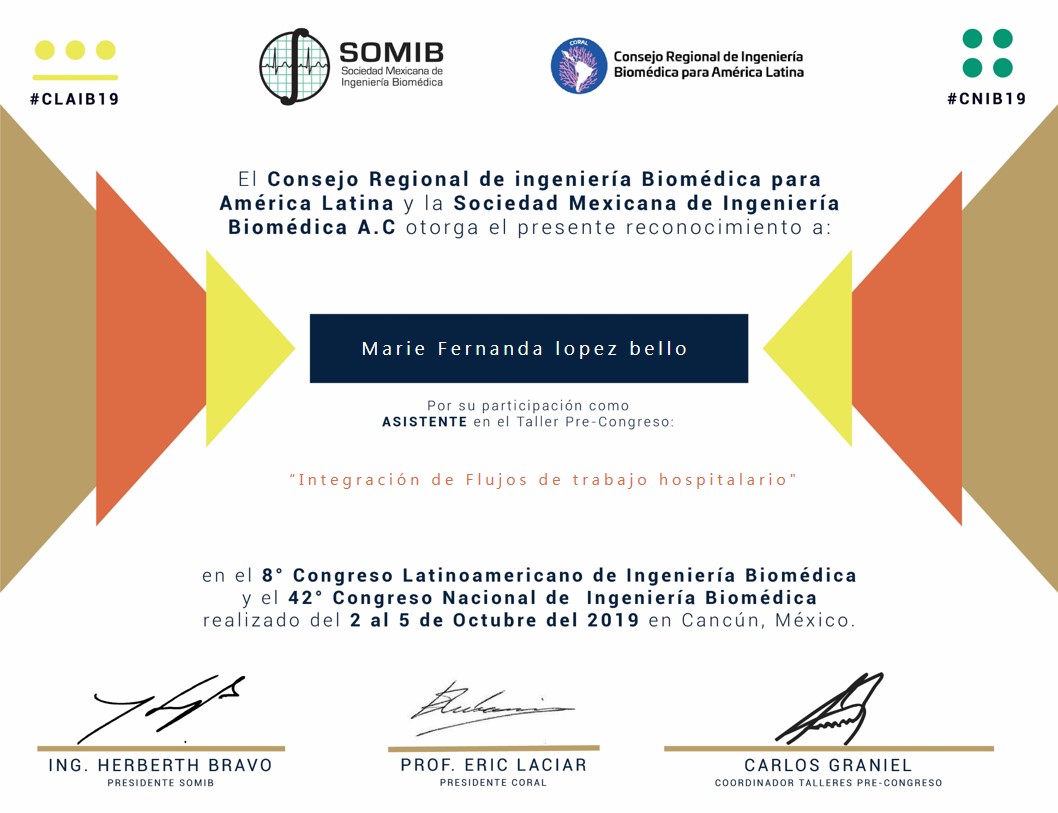 #CLAIB19
SOMIB
Sociedad Mexicana de
Ingeniería Biomédica
CORAL
Consejo Regional de Ingeniería
Biomédica para América Latina
#CNIB19
El Consejo Regional de ingeniería Biomédica para
América Latina y la Sociedad Mexicana de Ingeniería
Biomédica A.C otorga el presente reconocimiento a:
Marie Fernanda lopez bello
Por su participación como
ASISTENTE en el Taller Pre-Congreso:
“Integración de Flujos de trabajo hospitalario"
en el 8° Congreso Latinoamericano de Ingeniería Biomédica
y el 42° Congreso Nacional de Ingeniería Biomédica
realizado del 2 al 5 de Octubre del 2019 en Cancún, México.
ING. HERBERTH BRAVO
PRESIDENTE SOMIB
PROF. ERIC LACIAR
PRESIDENTE CORAL
CARLOS GRANIEL
COORDINADOR TALLERES PRE-CONGRESO